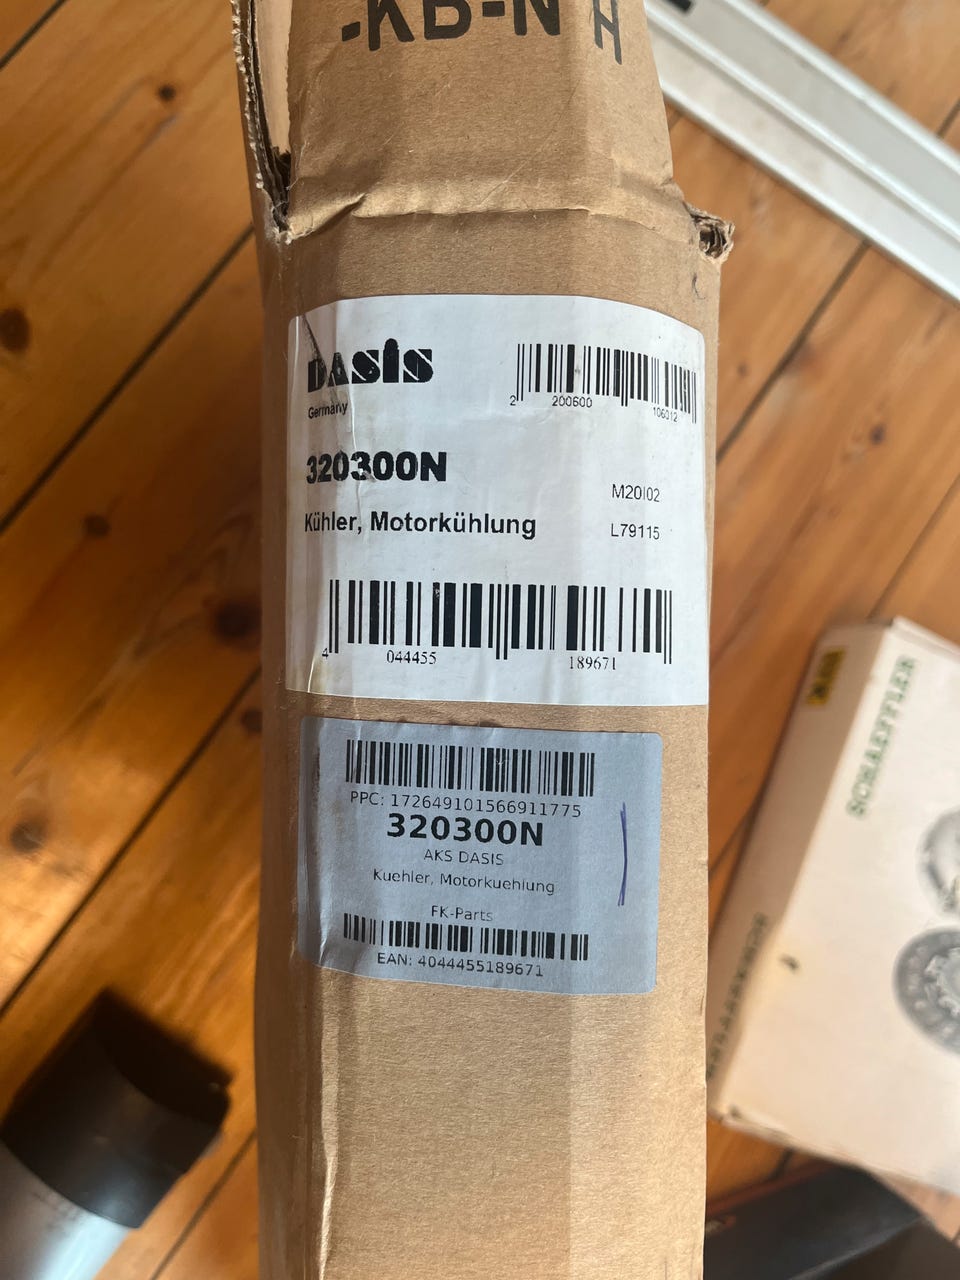 -KB-N H
DASIS
Germany
2 200600 106012
320300N
M20I02
Kühler, Motorkühlung
L79115
4 044455 189671
PPC: 172649101566911775
320300N
AKS DASIS
Kuehler, Motorkuehlung
FK-Parts
EAN: 4044455189671
SCHAEFFLER